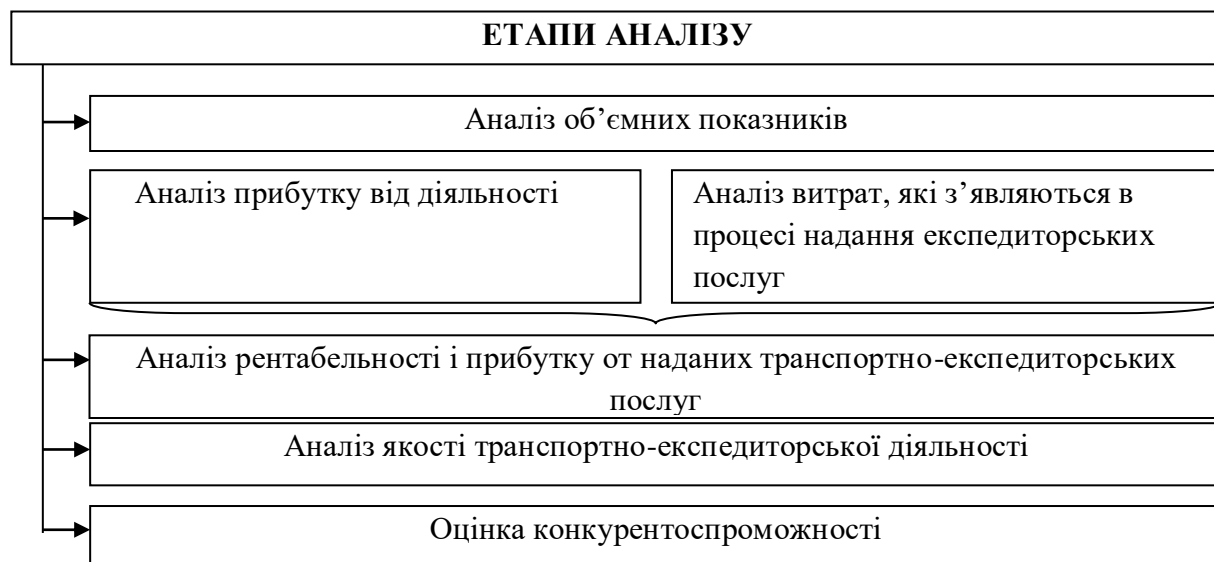 ЕТАПИ АНАЛІЗУ
Аналіз об’ємних показників
Аналіз прибутку від діяльності
Аналіз витрат, які з’являються в
процесі надання експедиторських
послуг
Аналіз рентабельності і прибутку от наданих транспортно-експедиторських
послуг
Аналіз якості транспортно-експедиторської діяльності
Оцінка конкурентоспроможності